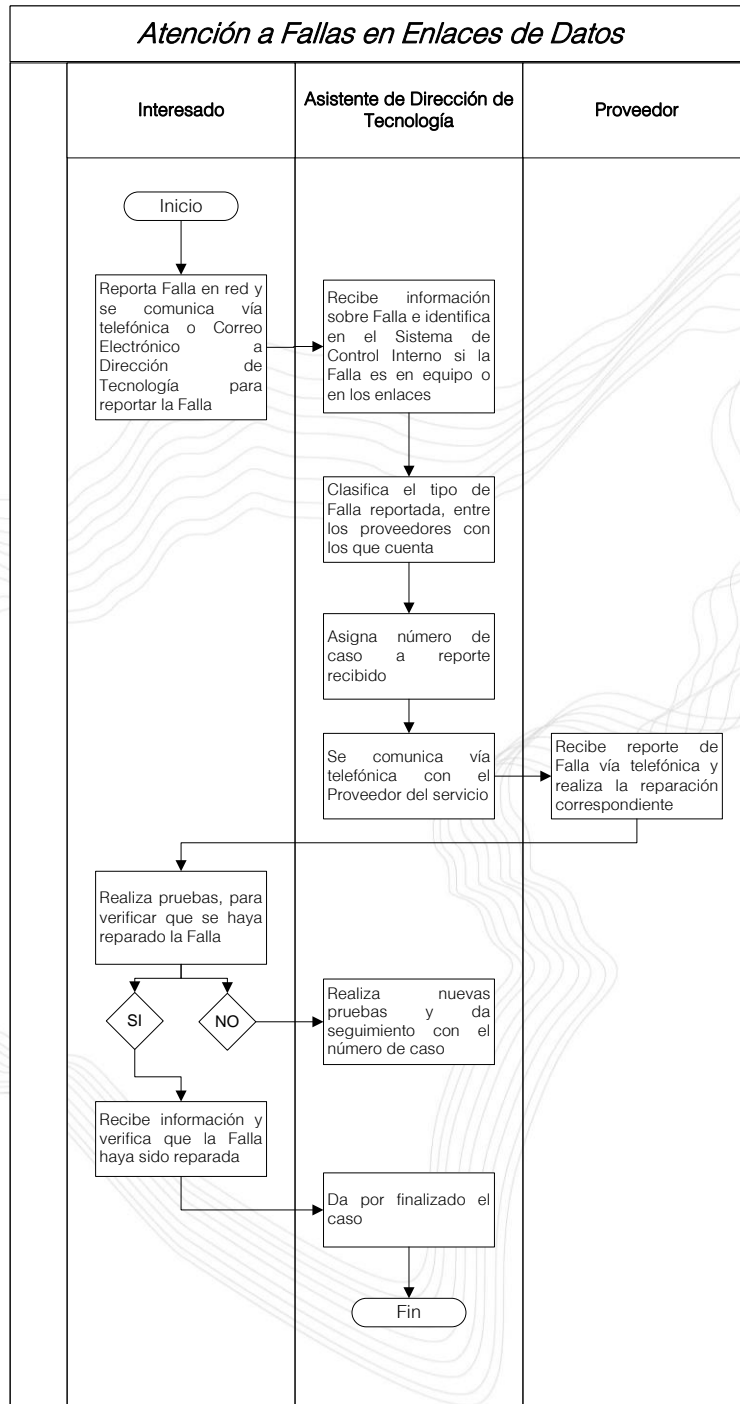 Atención a Fallas en Enlaces de Datos
Interesado
Asistente de Dirección de
Tecnología
Proveedor
Inicio
Reporta Falla en red y
se comunica vía
telefónica o Correo
Electrónico a
Dirección de
Tecnología para
reportar la Falla
Recibe información
sobre Falla e identifica
en el Sistema de
Control Interno si la
Falla es en equipo o
en los enlaces
Clasifica el tipo de
Falla reportada, entre
los proveedores con
los que cuenta
Asigna número de
caso a reporte
recibido
Se comunica vía
telefónica con el
Proveedor del servicio
Recibe reporte de
Falla vía telefónica y
realiza la reparación
correspondiente
Realiza pruebas, para
verificar que se haya
reparado la Falla
SI
NO
Realiza nuevas
pruebas y da
seguimiento con el
número de caso
Recibe información y
verifica que la Falla
haya sido reparada
Da por finalizado el
caso
Fin